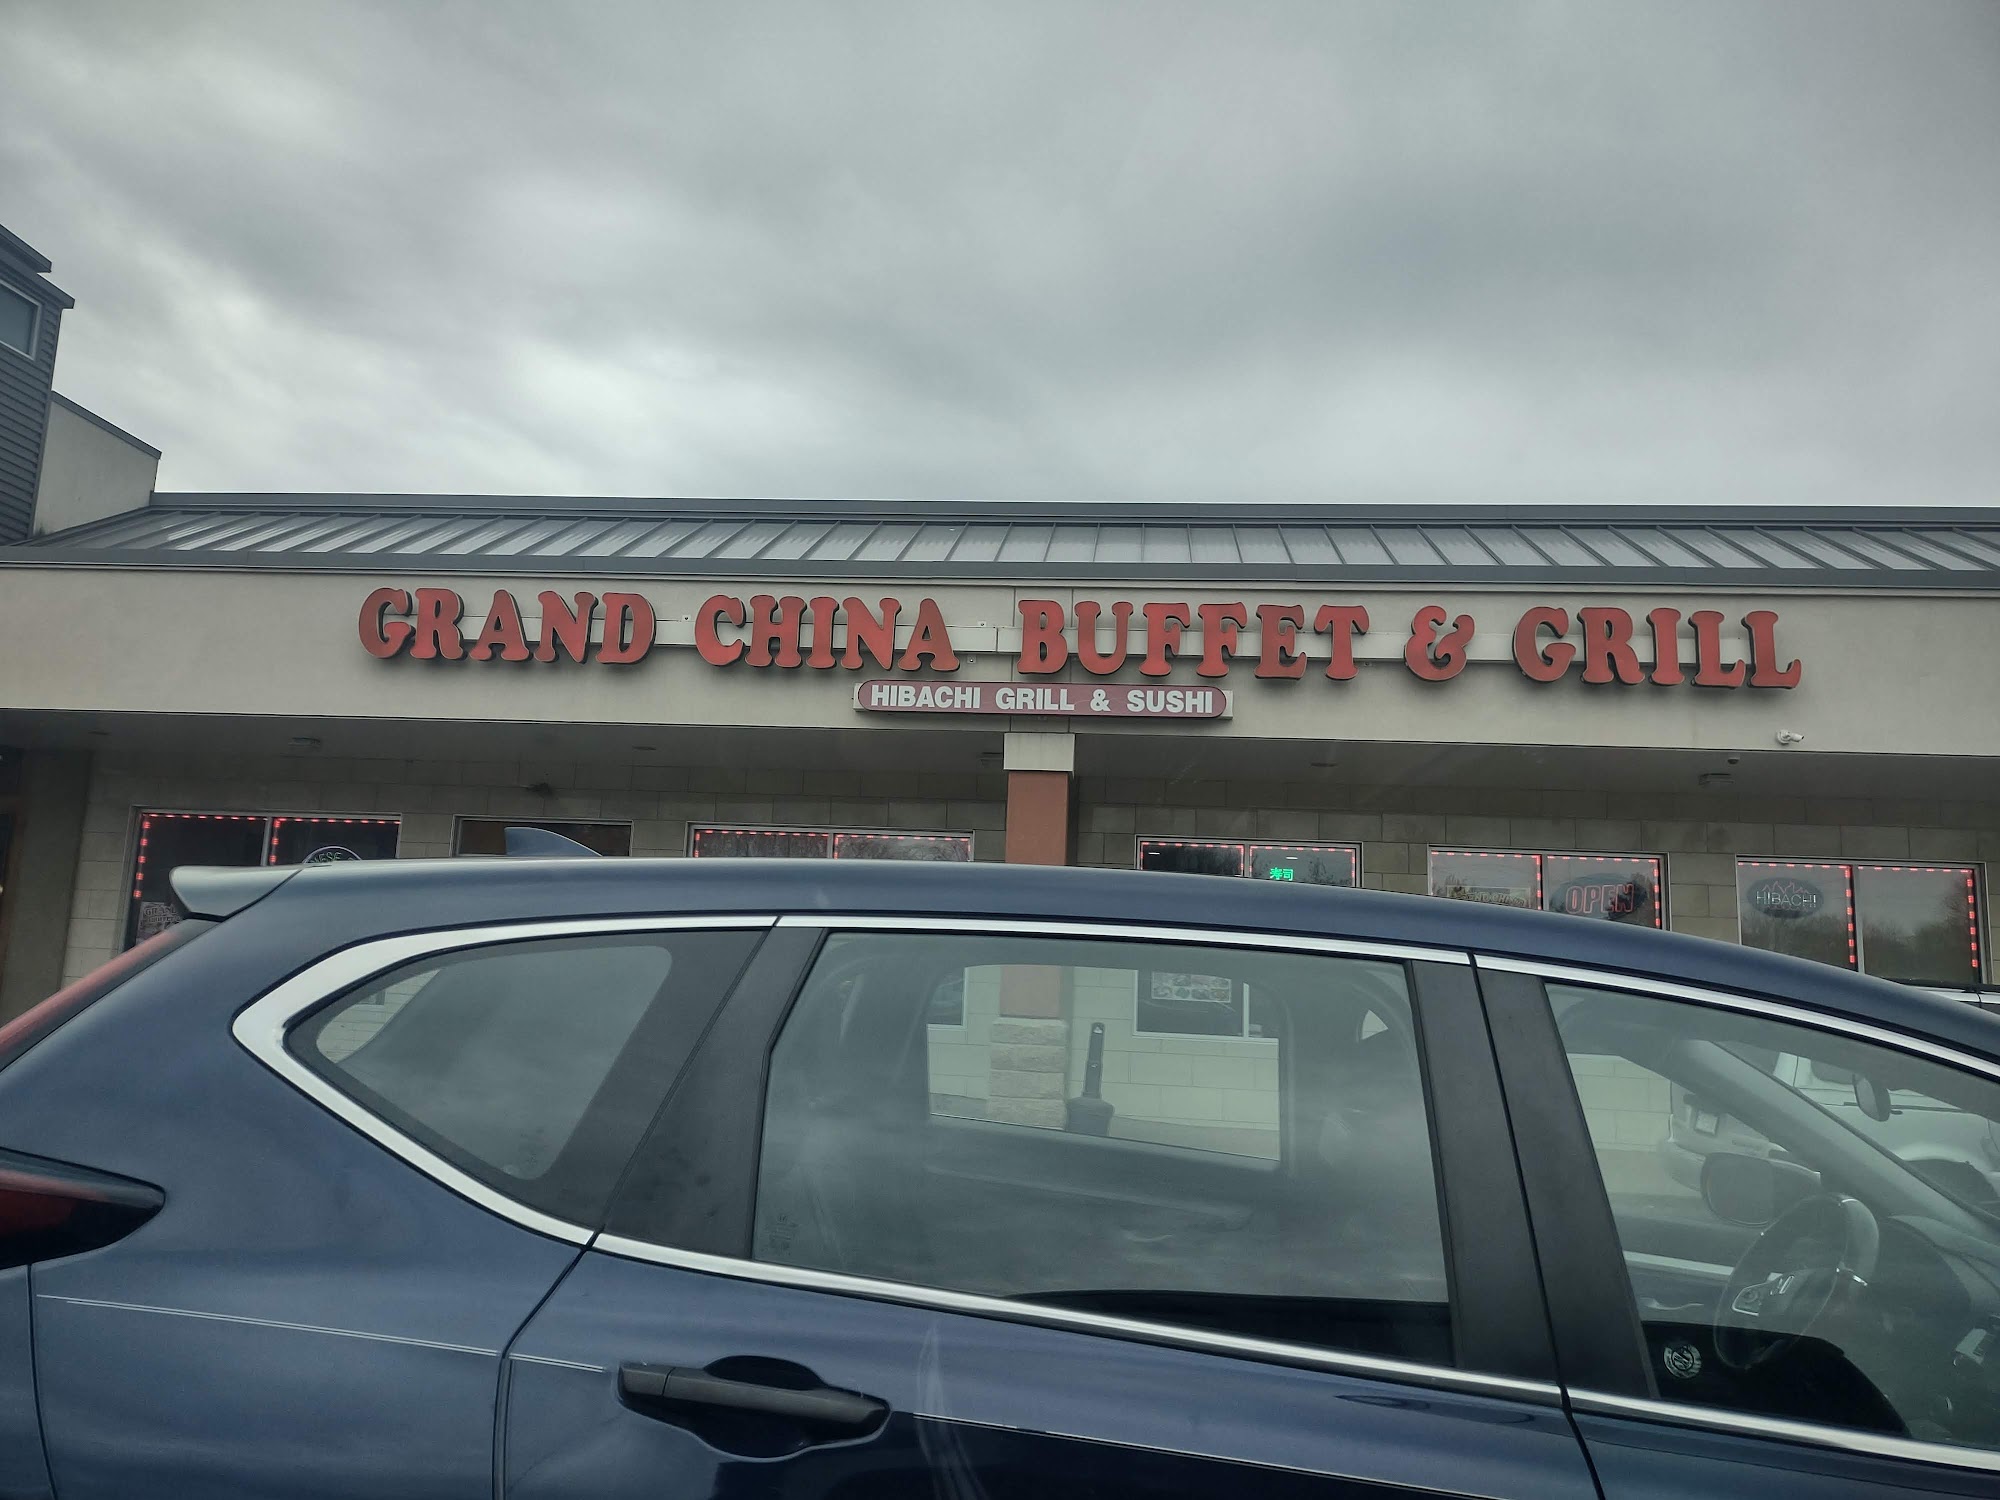 GRAND CHINA BUFFET & GRILL
HIBACHI GRILL & SUSHI
寿司
OPEN
HIBACHI